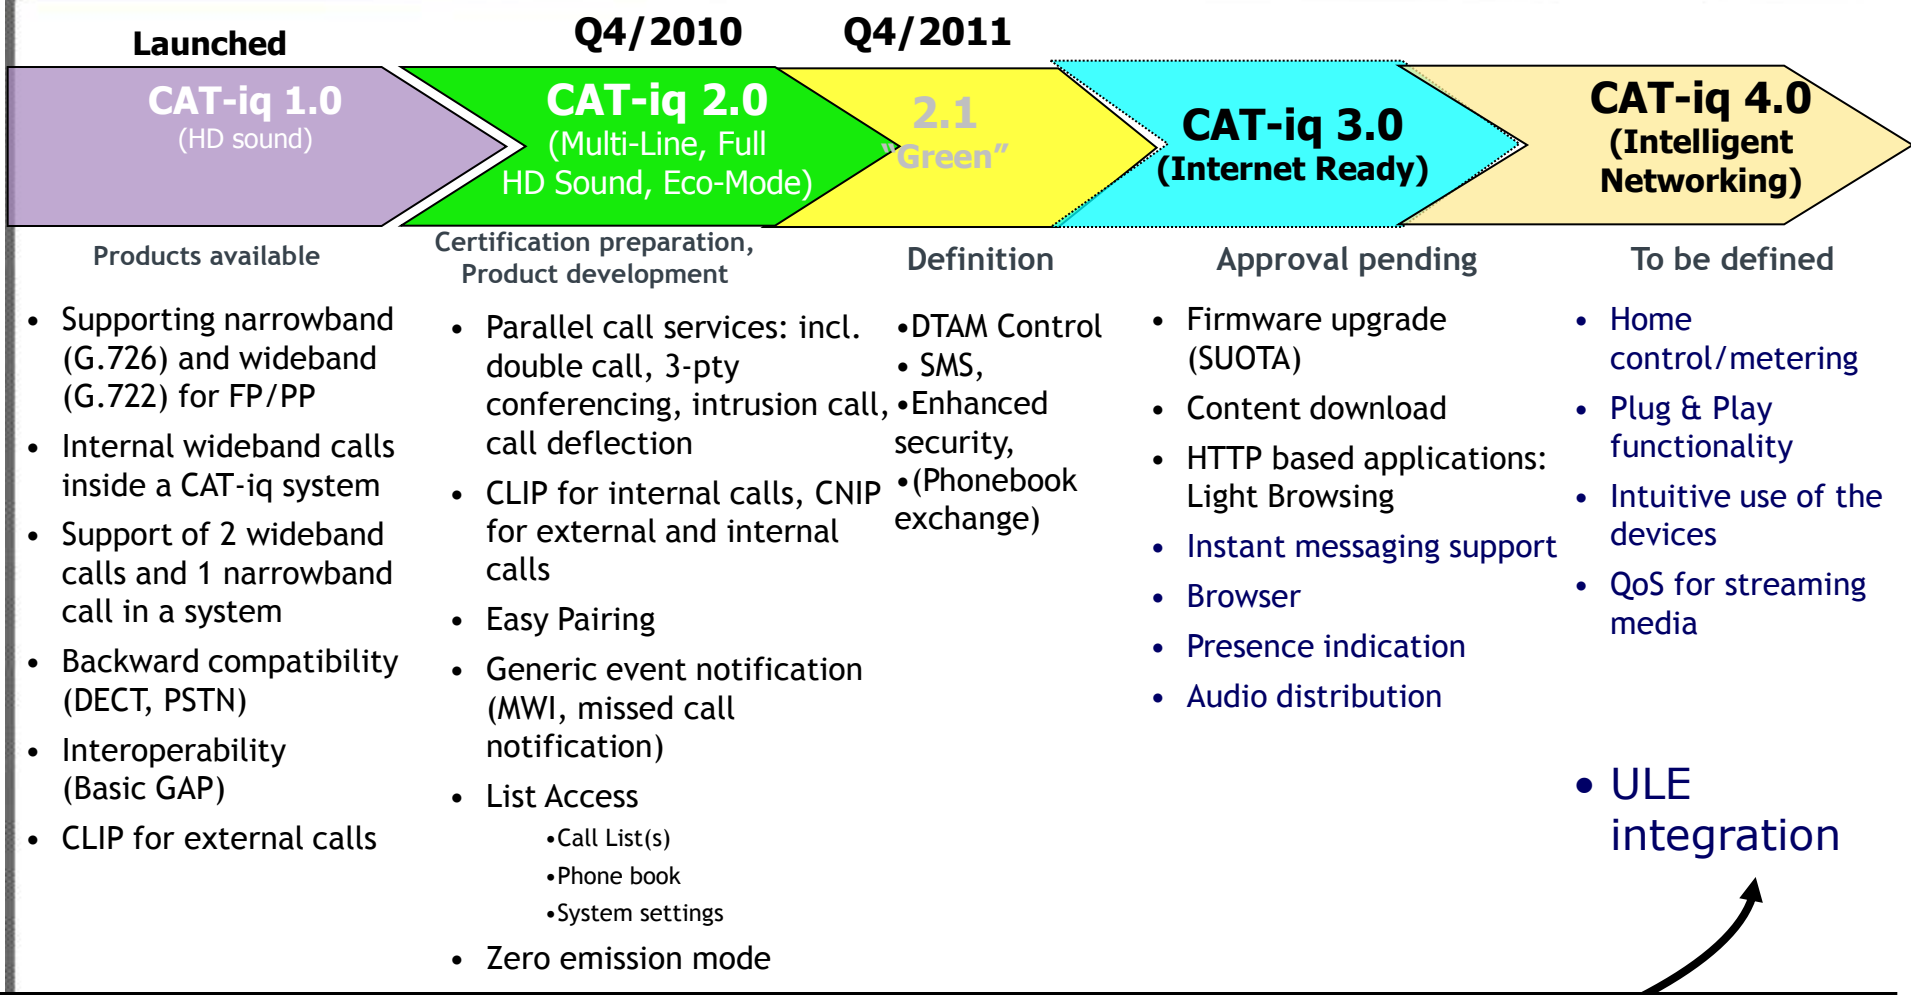 Launched
Q4/2010
Q4/2011
CAT-iq 1.0
(HD sound)
CAT-iq 2.0
(Multi-Line, Full
HD Sound, Eco-Mode)
2.1
“Green”
CAT-iq 3.0
(Internet Ready)
CAT-iq 4.0
(Intelligent
Networking)
Products available
• Supporting narrowband
(G.726) and wideband
(G.722) for FP/PP
• Internal wideband calls
inside a CAT-iq system
• Support of 2 wideband
calls and 1 narrowband
call in a system
• Backward compatibility
(DECT, PSTN)
• Interoperability
(Basic GAP)
• CLIP for external calls
Certification preparation,
Product development
• Parallel call services: incl.
double call, 3-pty
conferencing, intrusion call,
call deflection
• CLIP for internal calls, CNIP
for external and internal
calls
• Easy Pairing
• Generic event notification
(MWI, missed call
notification)
• List Access
•Call List(s)
•Phone book
•System settings
• Zero emission mode
Definition
•DTAM Control
• SMS,
•Enhanced
security,
•(Phonebook
exchange)
Approval pending
• Firmware upgrade
(SUOTA)
• Content download
• HTTP based applications:
Light Browsing
• Instant messaging support
• Browser
• Presence indication
• Audio distribution
To be defined
• Home
control/metering
• Plug & Play
functionality
• Intuitive use of the
devices
• QoS for streaming
media
• ULE
integration